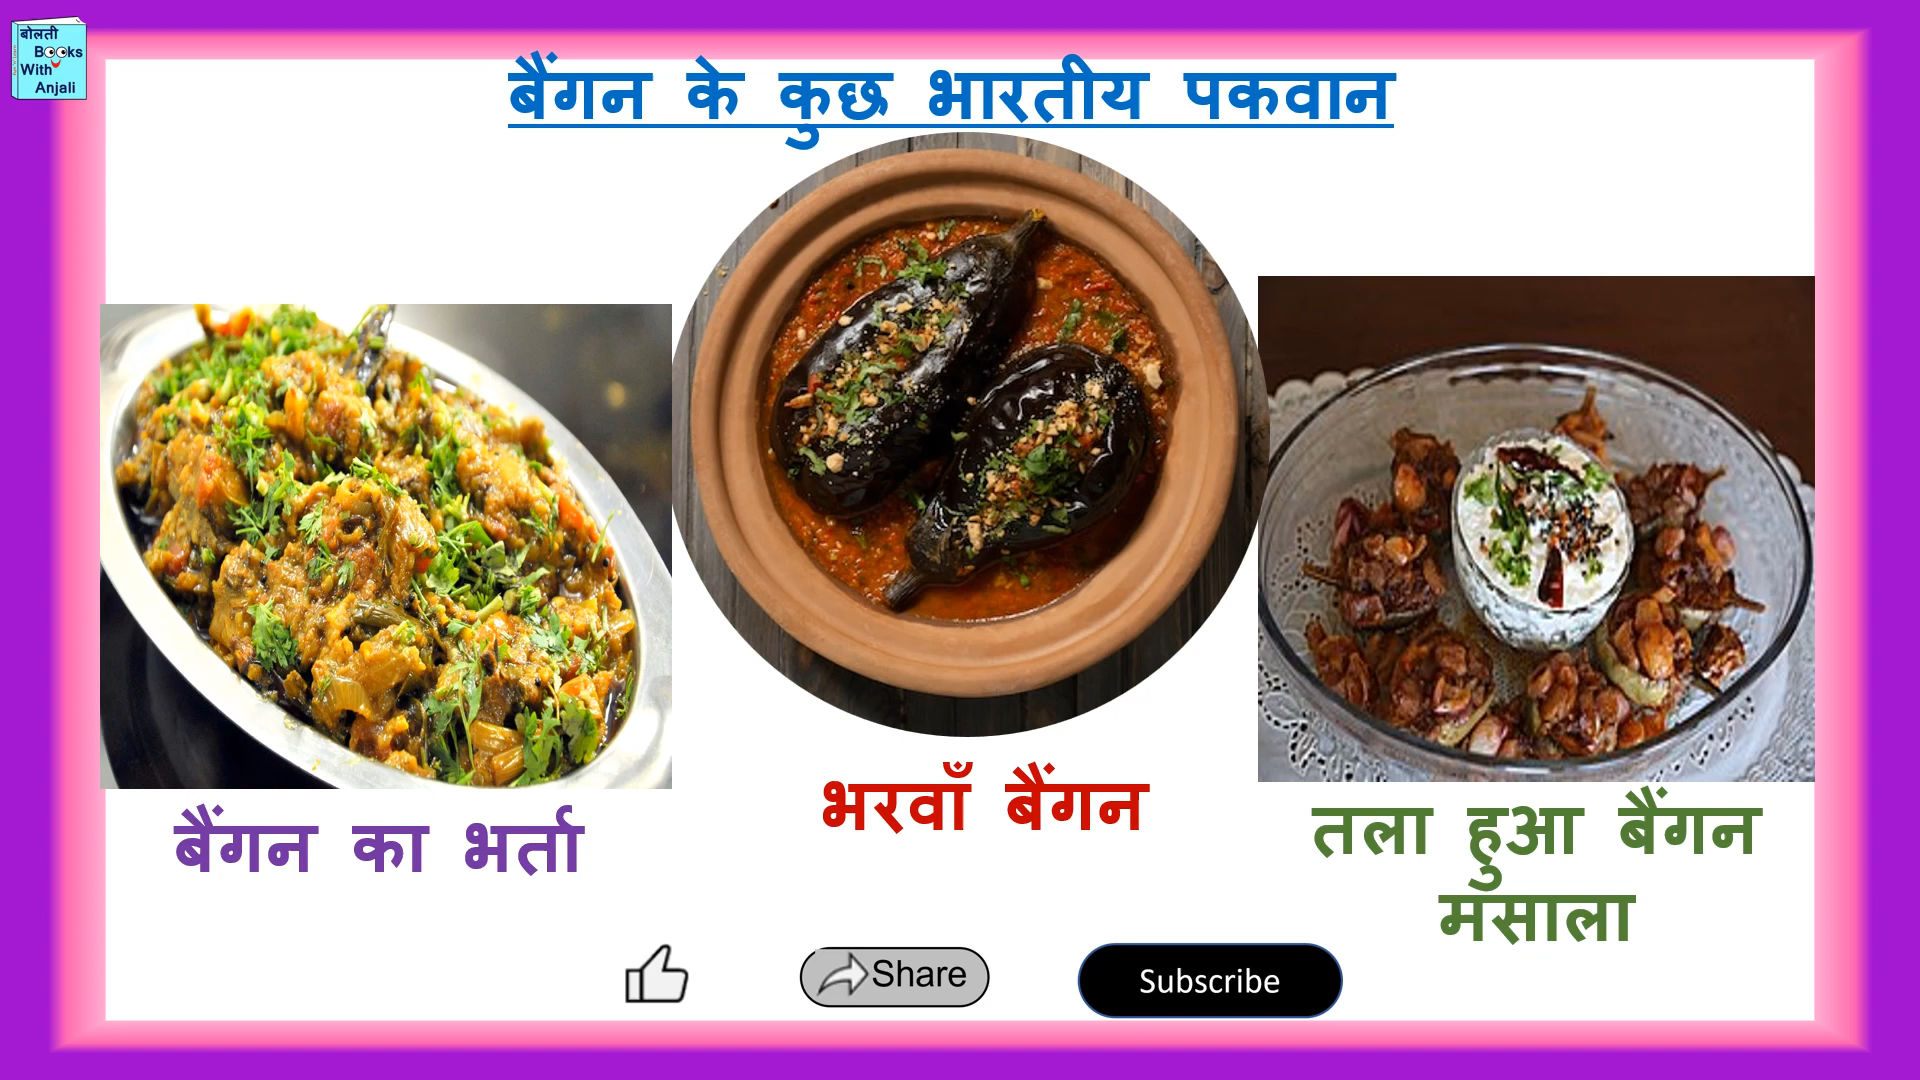 बोलती
Books
With
Anjali
बैंगन के कुछ भारतीय पकवान
बैंगन का भर्ता
भरवाँ बैंगन
तला हुआ बैंगन
मसाला
Share
Subscribe